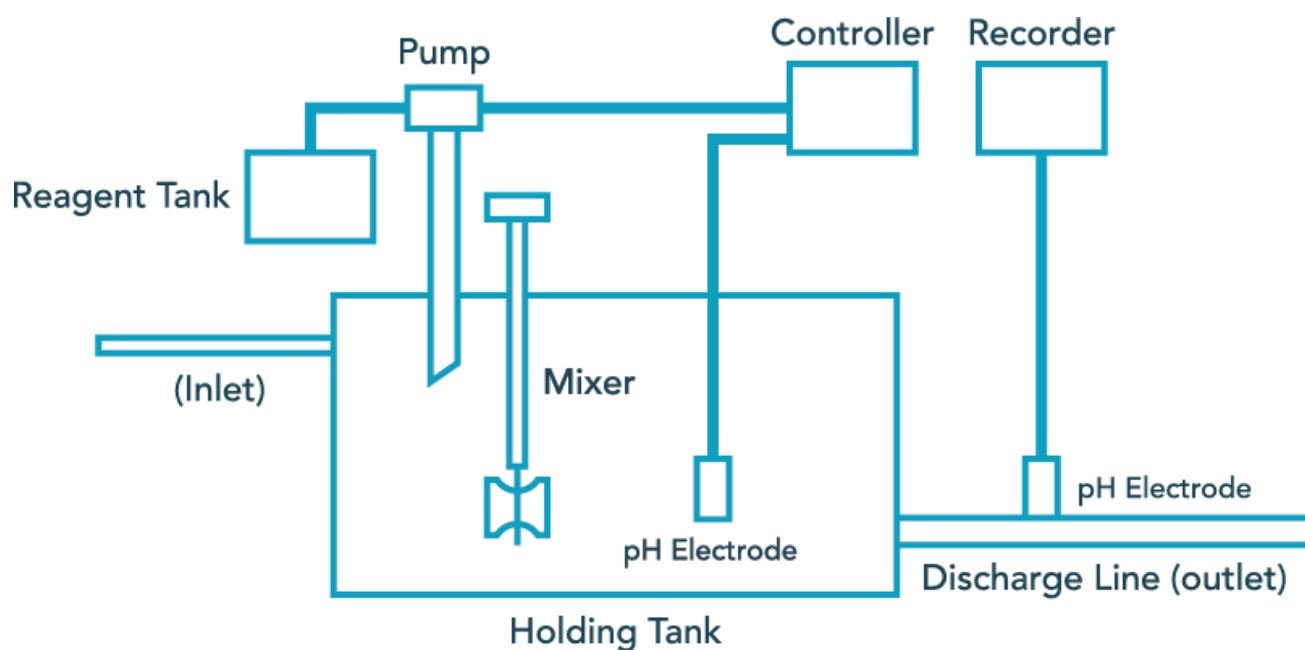 Controller
Recorder
Pump
Reagent Tank
(Inlet)
Mixer
pH Electrode
pH Electrode
Discharge Line (outlet)
Holding Tank